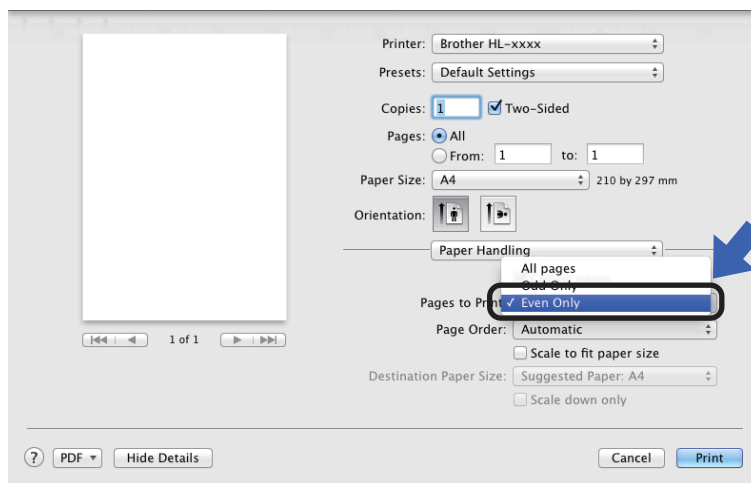 Printer: Brother HL-xxxx
Presets: Default Settings
Copies: 1 Two-Sided
Pages: All
From: 1 to: 1
Paper Size: A4 210 by 297 mm
Orientation:
Paper Handling
All pages
Odd Only
Pages to Print ✓ Even Only
1 of 1
Page Order: Automatic
Scale to fit paper size
Destination Paper Size: Suggested Paper: A4
Scale down only
? PDF Hide Details Cancel Print